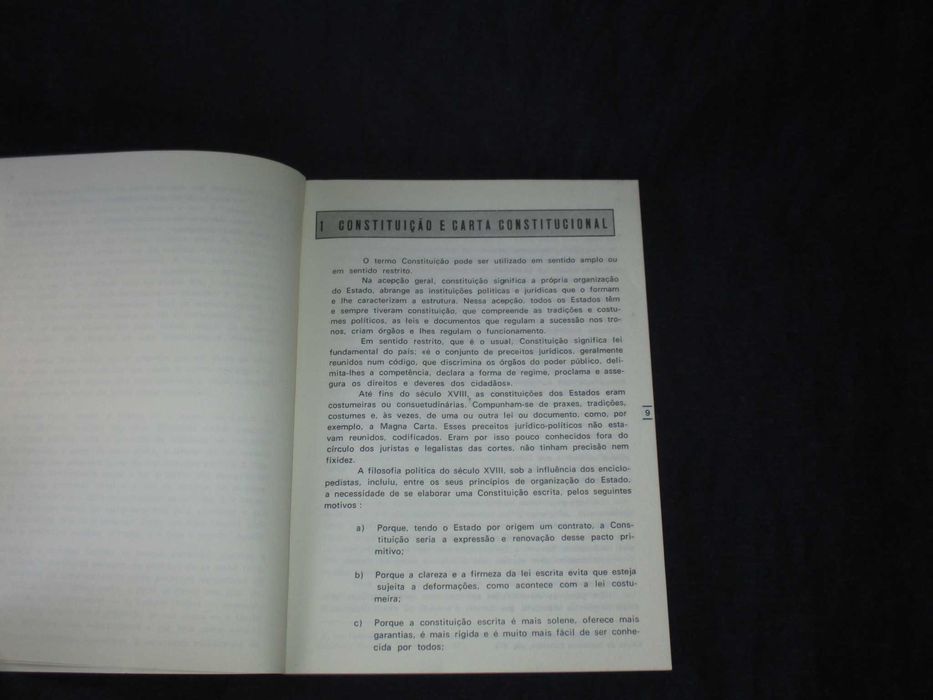 1 CONSTITUIÇÃO E CARTA CONSTITUCIONAL
O termo Constituição pode ser utilizado em sentido amplo ou
em sentido restrito.
Na acepção geral, constituição significa a própria organização
do Estado, abrange as instituições políticas e jurídicas que o formam
e lhe caracterizam a estrutura. Nessa acepção, todos os Estados têm
e sempre tiveram constituição, que compreende as tradições e costu-
mes políticos, as leis e documentos que regulam a sucessão nos tro-
nos, criam órgãos e lhes regulam o funcionamento.
Em sentido restrito, que é o usual, Constituição significa lei
fundamental do país; «é o conjunto de preceitos jurídicos, geralmente
reunidos num código, que discrimina os órgãos do poder público, deli-
mita-lhes a competência, declara a forma de regime, proclama e asse-
gura os direitos e deveres dos cidadãos».
Até fins do século XVIII, as constituições dos Estados eram
costumeiras ou consuetudinárias. Compunham-se de praxes, tradições,
costumes e, às vezes, de uma ou outra lei ou documento, como, por
exemplo, a Magna Carta. Esses preceitos jurídico-políticos não esta-
vam reunidos, codificados. Eram por isso pouco conhecidos fora do
círculo dos juristas e legalistas das cortes, não tinham precisão nem
fixidez.
A filosofia política do século XVIII, sob a influência dos enciclo-
pedistas, incluiu, entre os seus princípios de organização do Estado,
a necessidade de se elaborar uma Constituição escrita, pelos seguintes
motivos :
a) Porque, tendo o Estado por origem um contrato, a Cons-
tituição seria a expressão e renovação desse pacto pri-
mitivo;
b) Porque a clareza e a firmeza da lei escrita evita que esteja
sujeita a deformações, como acontece com a lei costu-
meira;
c) Porque a constituição escrita é mais solene, oferece mais
garantias, é mais rígida e é muito mais fácil de ser conhe-
cida por todos;
9